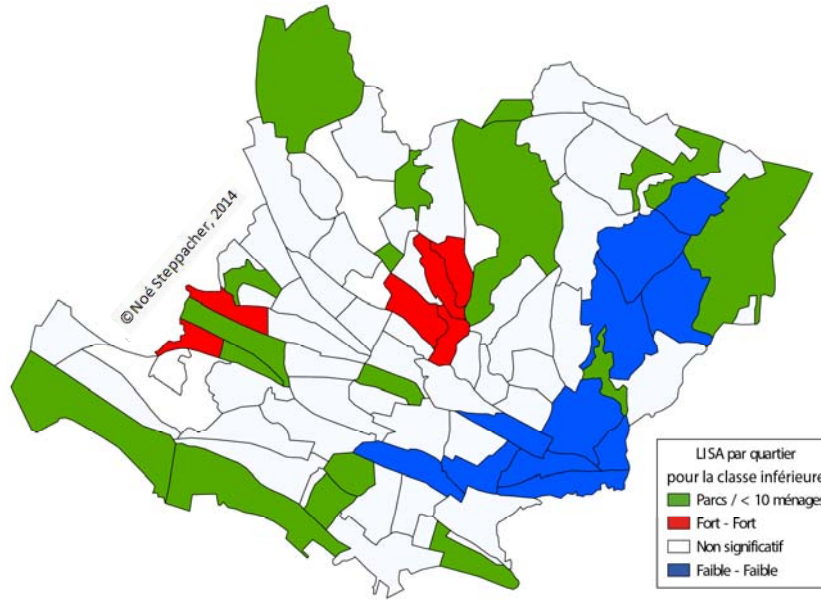 © Noé Steppacher, 2014
LISA par quartier
pour la classe inférieure
Parcs / < 10 ménages
Fort - Fort
Non significatif
Faible - Faible